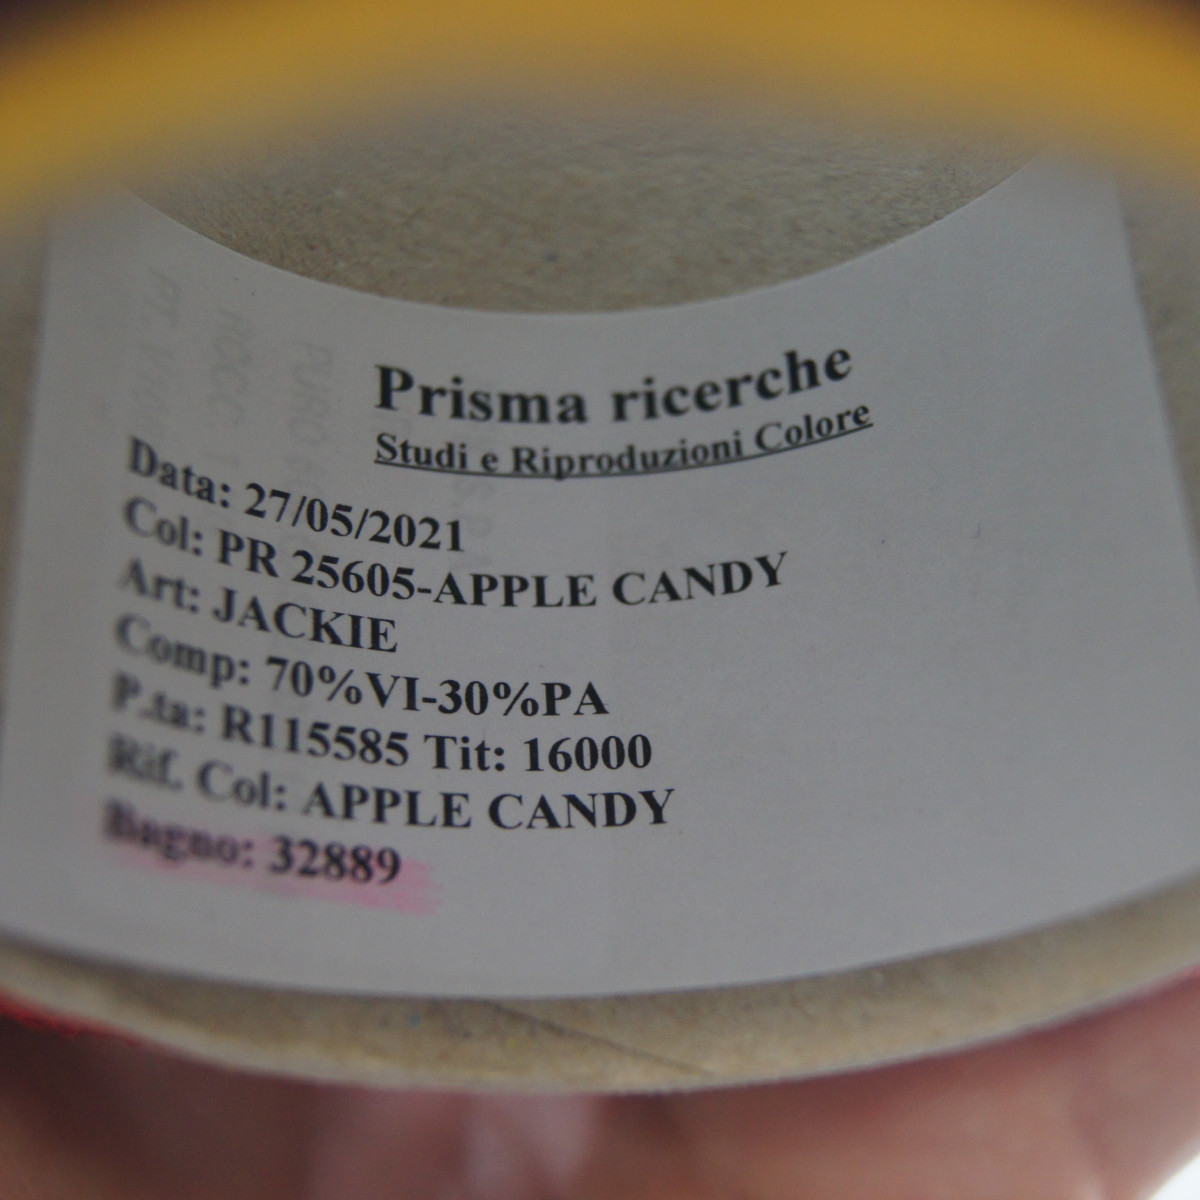 Prisma ricerche
Studi e Riproduzioni Colore
Data: 27/05/2021
Col: PR 25605-APPLE CANDY
Art: JACKIE
Comp: 70%VI-30%PA
P.ta: R115585 Tit: 16000
Rif. Col: APPLE CANDY
Bagno: 32889